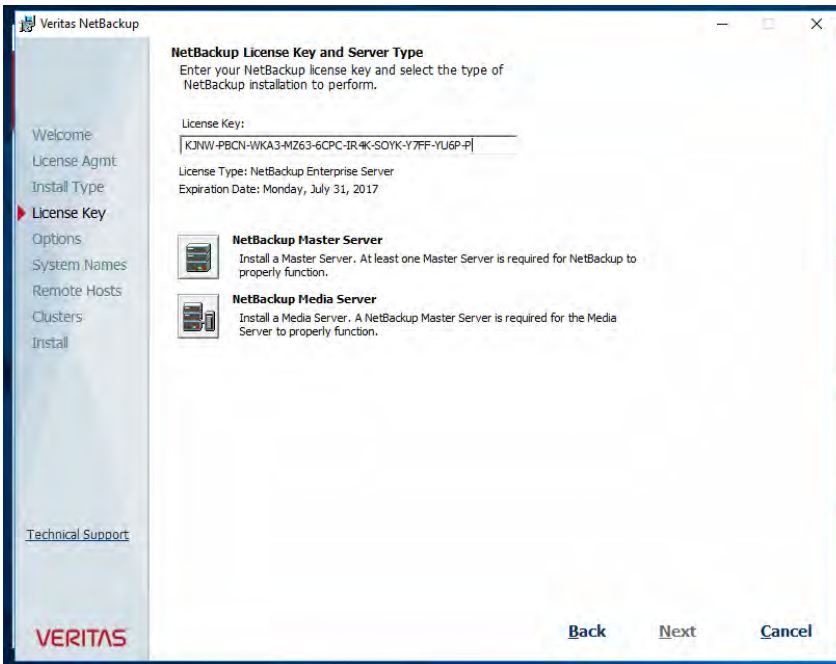 Veritas NetBackup
NetBackup License Key and Server Type
Enter your NetBackup license key and select the type of
NetBackup installation to perform.
License Key:
KJNW-PBCN-WKA3-MZ63-6CPC-IR4K-SOYK-Y7FF-YU6P-P
License Type: NetBackup Enterprise Server
Expiration Date: Monday, July 31, 2017
Welcome
License Agmt
Install Type
License Key
Options
System Names
Remote Hosts
Clusters
Install
NetBackup Master Server
Install a Master Server. At least one Master Server is required for NetBackup to
properly function.
NetBackup Media Server
Install a Media Server. A NetBackup Master Server is required for the Media
Server to properly function.
Technical Support
VERITAS
Back
Next
Cancel